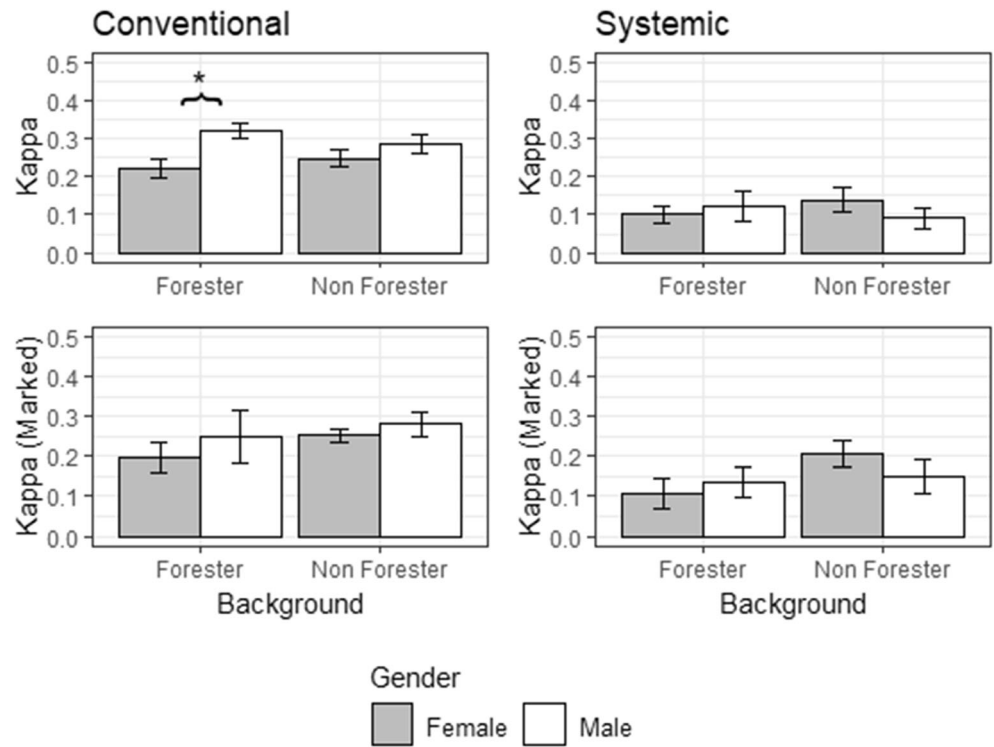 Conventional
Systemic
Kappa
0.5
0.4
0.3
0.2
0.1
0.0
*
Forester
Non Forester
Kappa
0.5
0.4
0.3
0.2
0.1
0.0
Forester
Non Forester
Kappa (Marked)
0.5
0.4
0.3
0.2
0.1
0.0
Forester
Non Forester
Background
Kappa (Marked)
0.5
0.4
0.3
0.2
0.1
0.0
Forester
Non Forester
Background
Gender
Female
Male